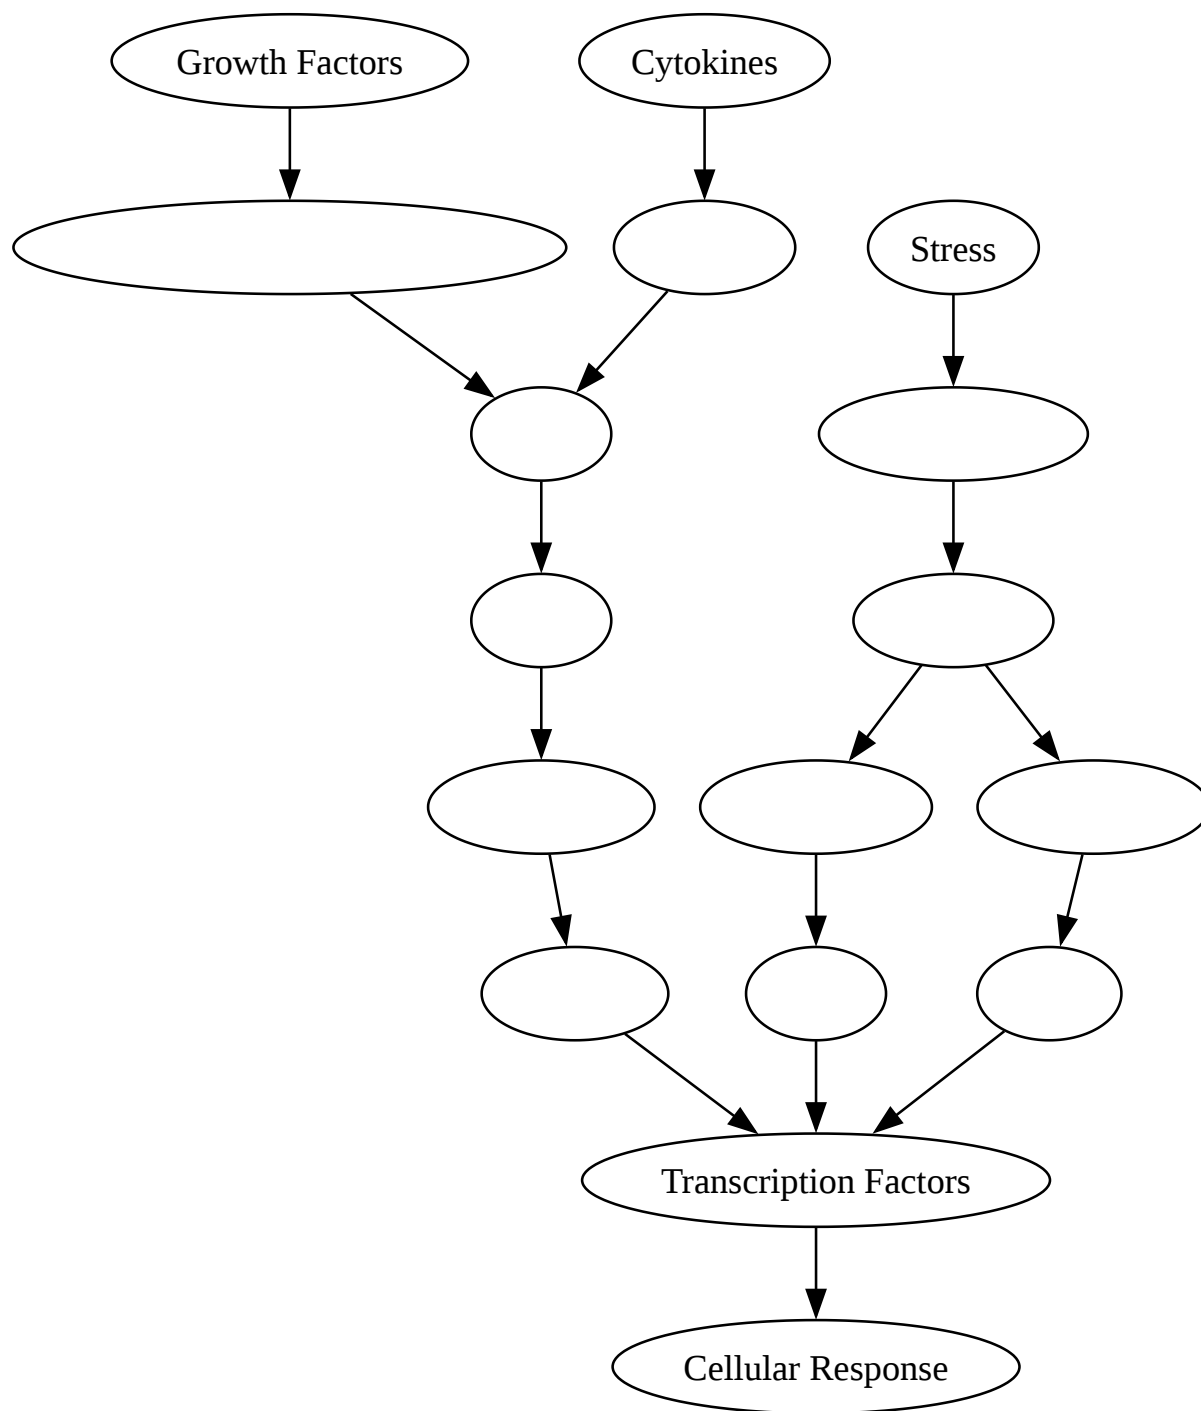 Growth Factors
Cytokines
Stress
Transcription Factors
Cellular Response